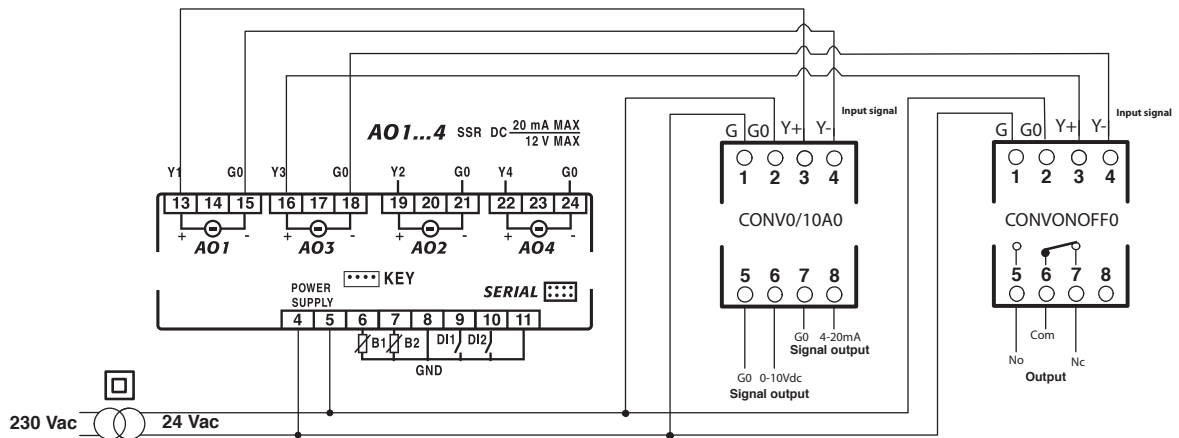 AO1...4 SSR DC 20 mA MAX
12 V MAX
Input signal
G G0 Y+ Y-
Input signal
G G0 Y+ Y-
Y1 G0 Y3 G0 Y2 G0 Y4 G0
13 14 15 16 17 18 19 20 21 22 23 24
+ - + - + - + -
AO1 AO3 AO2 AO4
1 2 3 4
CONV0/10A0
5 6 7 8
1 2 3 4
CONVONOFF0
5 6 7 8
KEY
POWER
SUPPLY
SERIAL
4 5 6 7 8 9 10 11
B1 B2 DI1 DI2
GND
G0 4-20mA
Signal output
G0 0-10Vdc
Signal output
Com
No Nc
Output
230 Vac 24 Vac